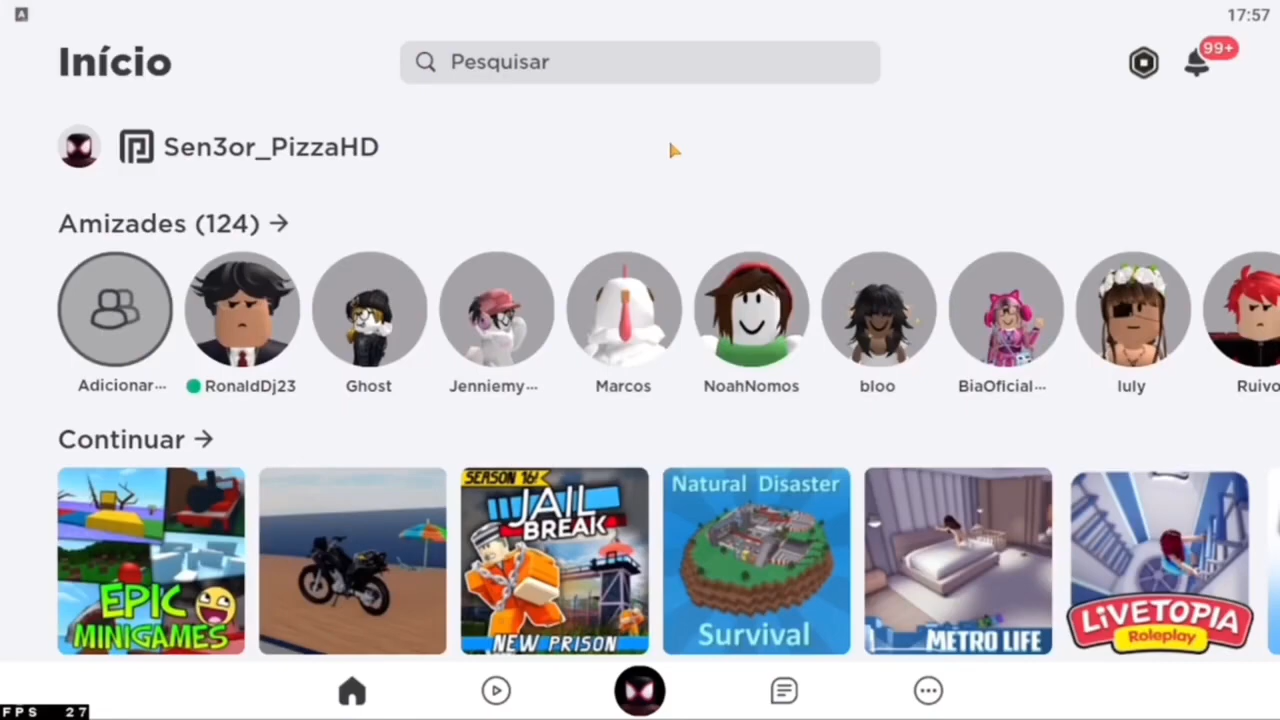 A
17:57
Início
Pesquisar
99+
Sen3or_PizzaHD
Amizades (124) →
Adicionar...
RonaldDj23
Ghost
Jenniemy...
Marcos
NoahNomos
bloo
BiaOficial...
luly
Ruivo
Continuar →
EPIC
MINIGAMES
SEASON 16!
JAIL
BREAK
NEW PRISON
Natural Disaster
Survival
METRO LIFE
LIVETOPIA
Roleplay
FPS 27